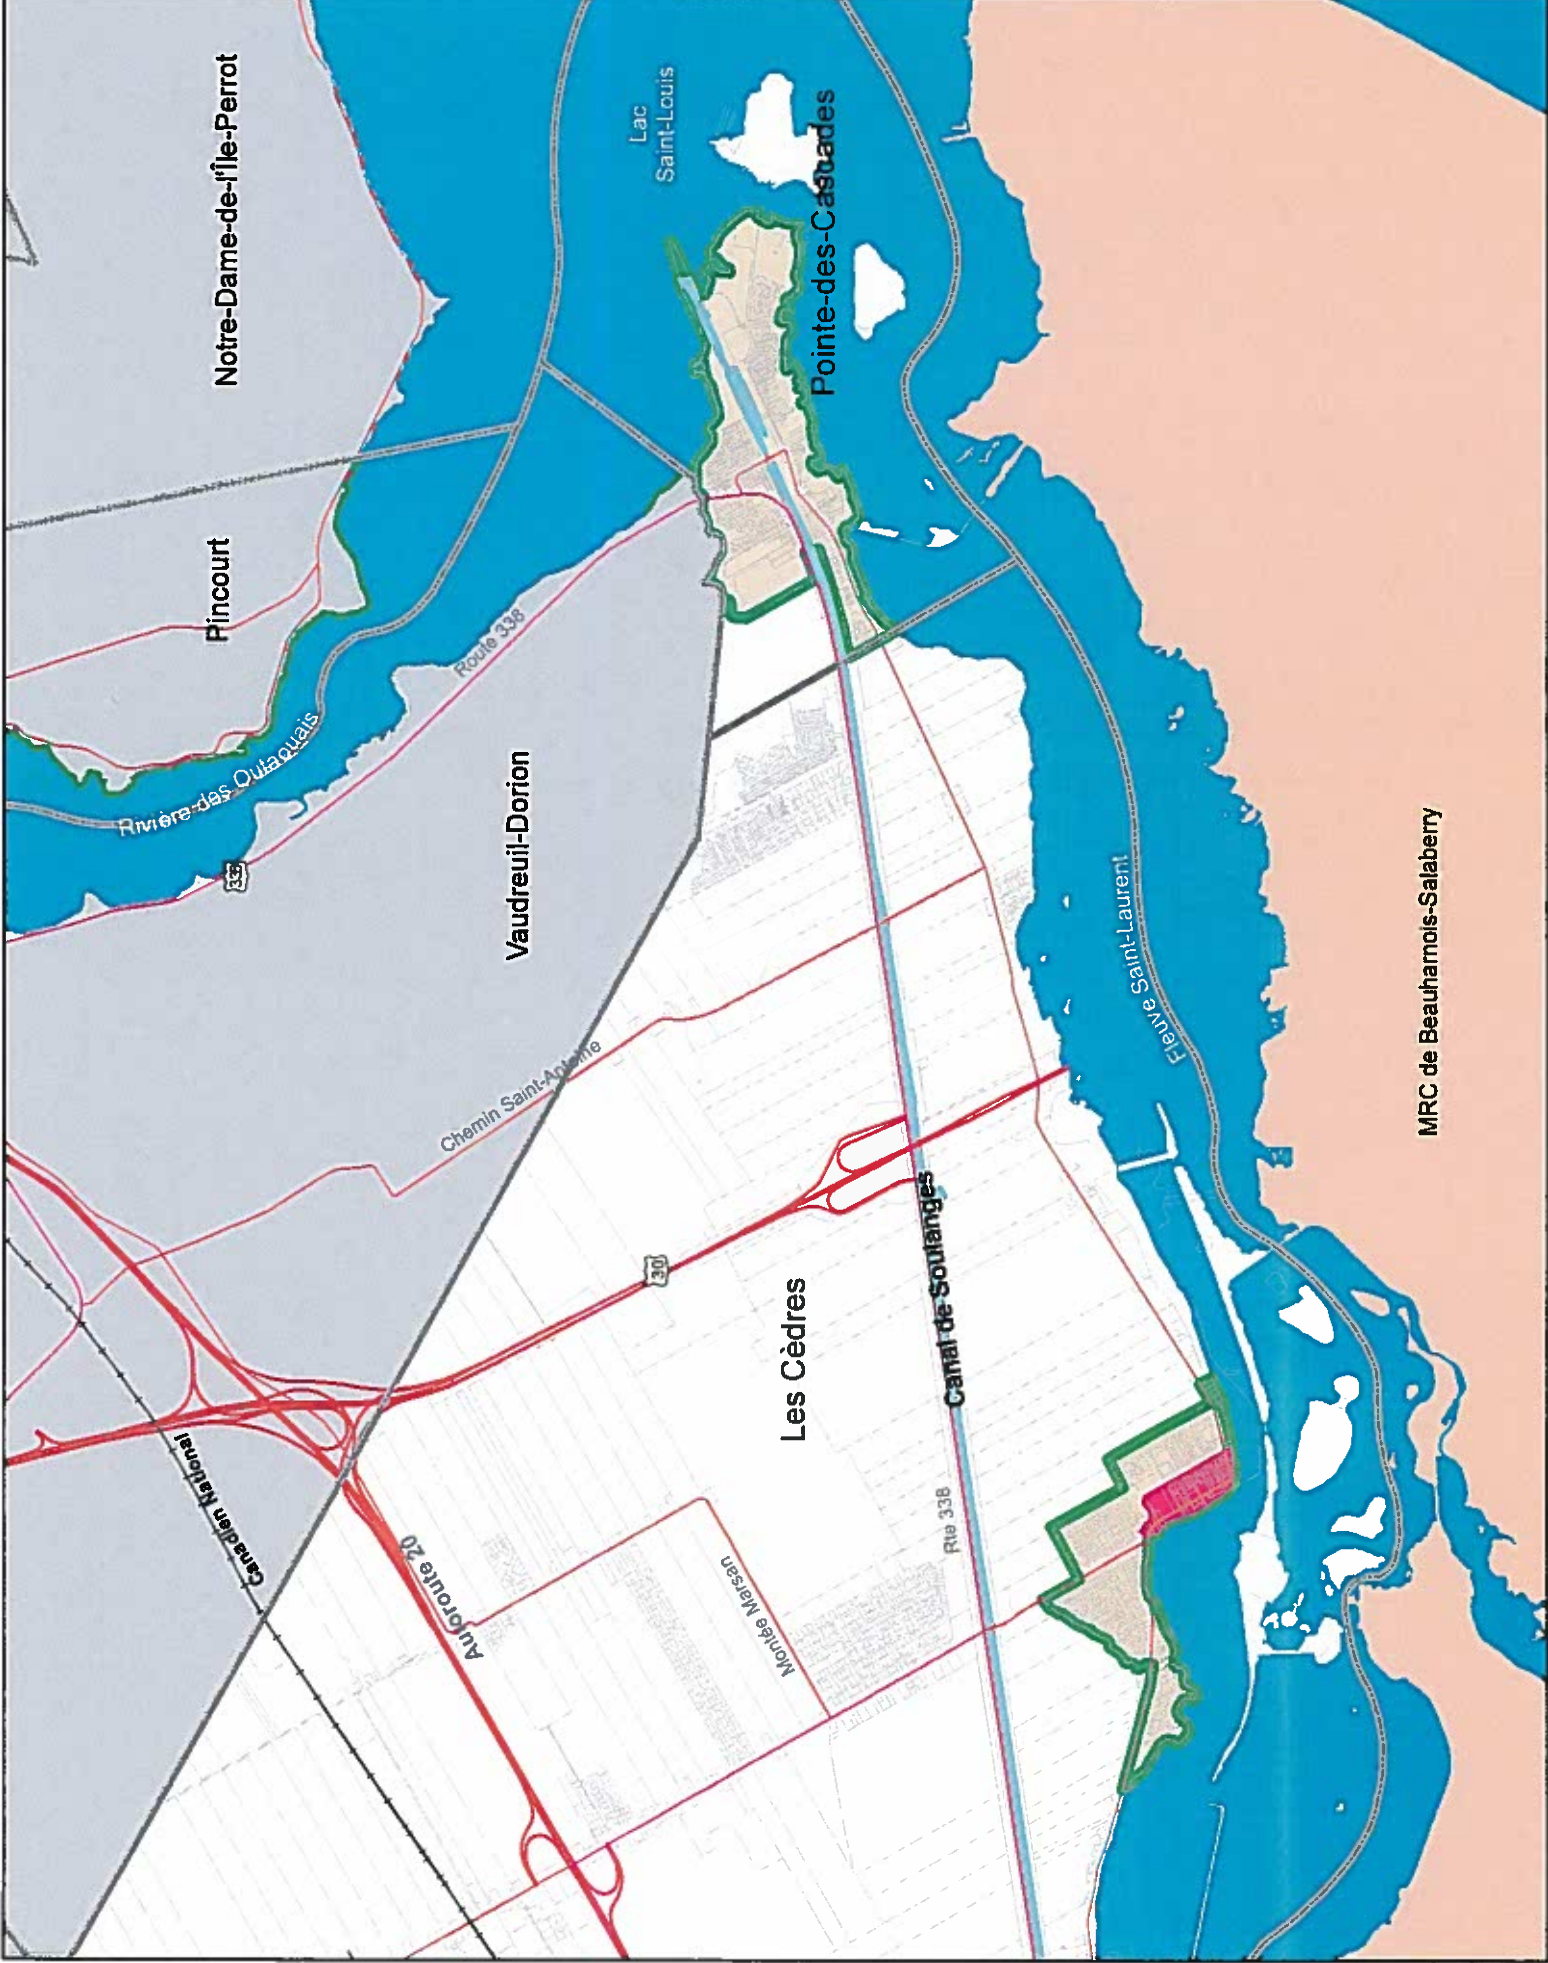 Notre-Dame-de-l'Île-Perrot
Pincourt
Lac
Saint-Louis
Pointe-des-Cascades
Rivière des Outaouais
Route 338
338
Vaudreuil-Dorion
Chemin Saint-Antoine
30
Les Cèdres
Canal de Soulanges
Rte 338
Montée Marsan
Autoroute 20
Canadien National
Fleuve Saint-Laurent
MRC de Beauharnois-Salaberry